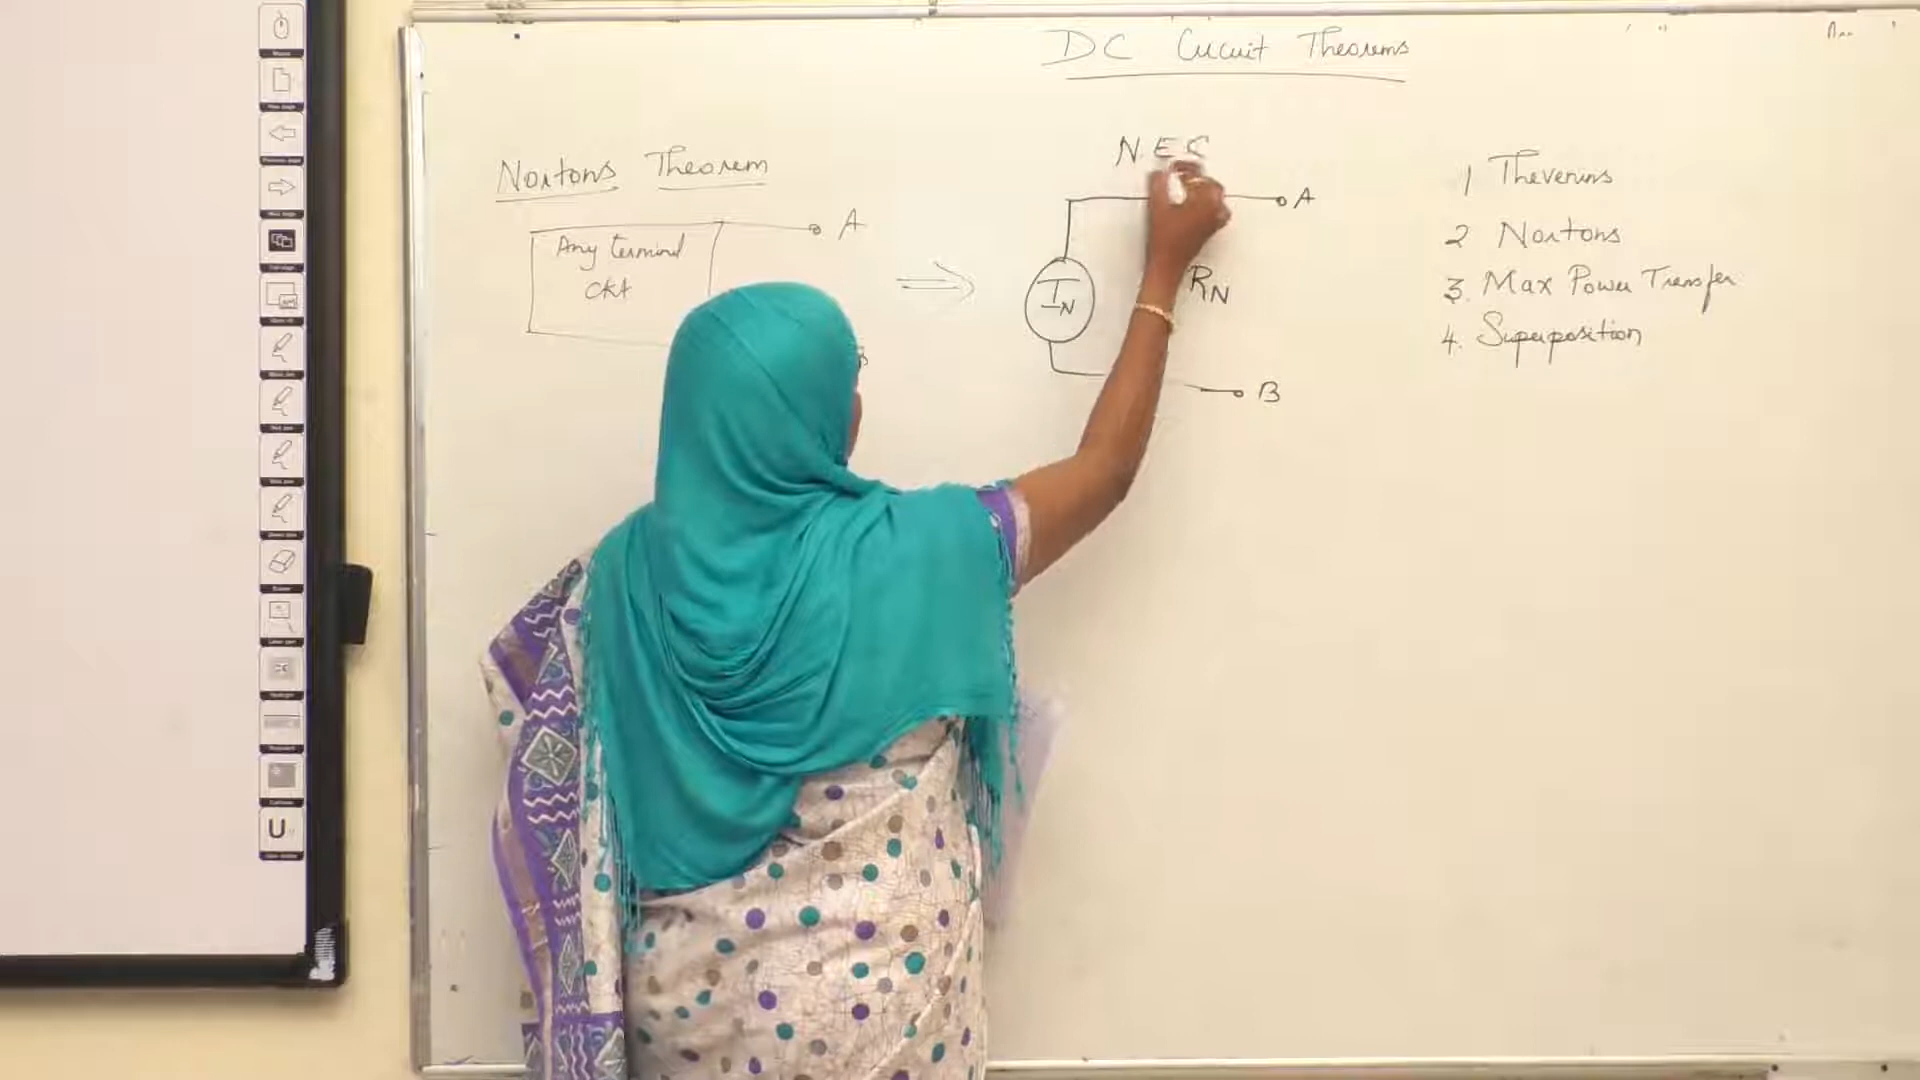 DC Circuit Theorems
Nortons Theorem
Any terminal
CKt
A
N.E.C
A
IN
RN
B
1 Thevenins
2 Nortons
3. Max Power Transfer
4. Superposition
U